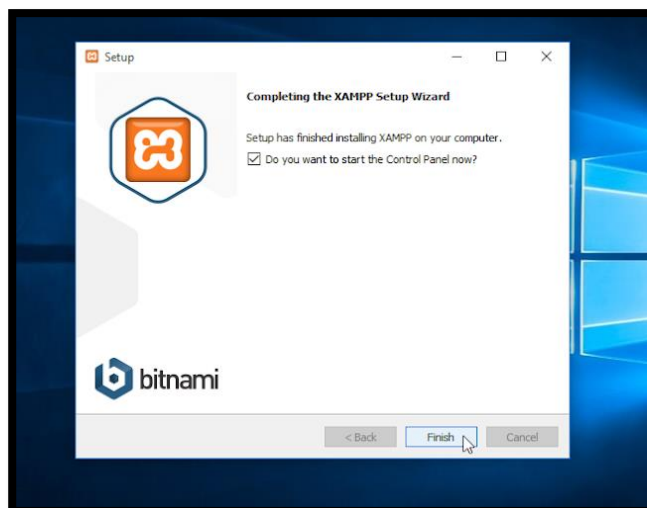 Setup
Completing the XAMPP Setup Wizard
Setup has finished installing XAMPP on your computer.
Do you want to start the Control Panel now?
bitnami
< Back Finish Cancel